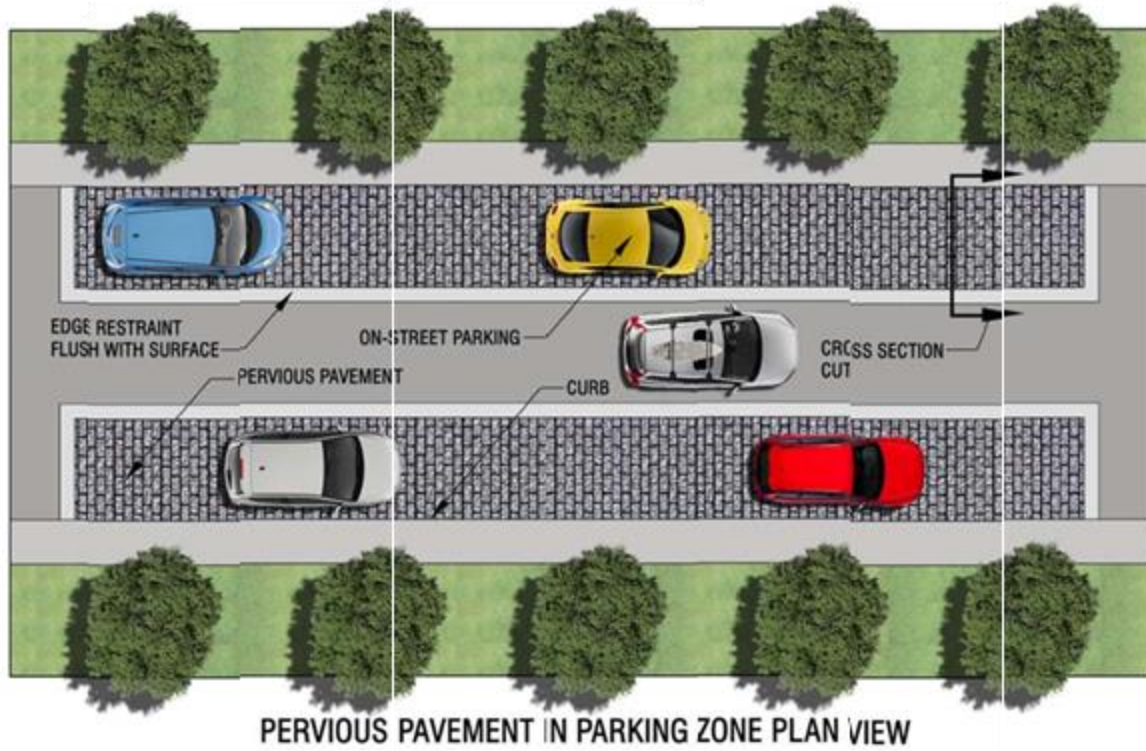 EDGE RESTRAINT
FLUSH WITH SURFACE
ON-STREET PARKING
CROSS SECTION
CUT
PERVIOUS PAVEMENT
CURB
PERVIOUS PAVEMENT IN PARKING ZONE PLAN VIEW